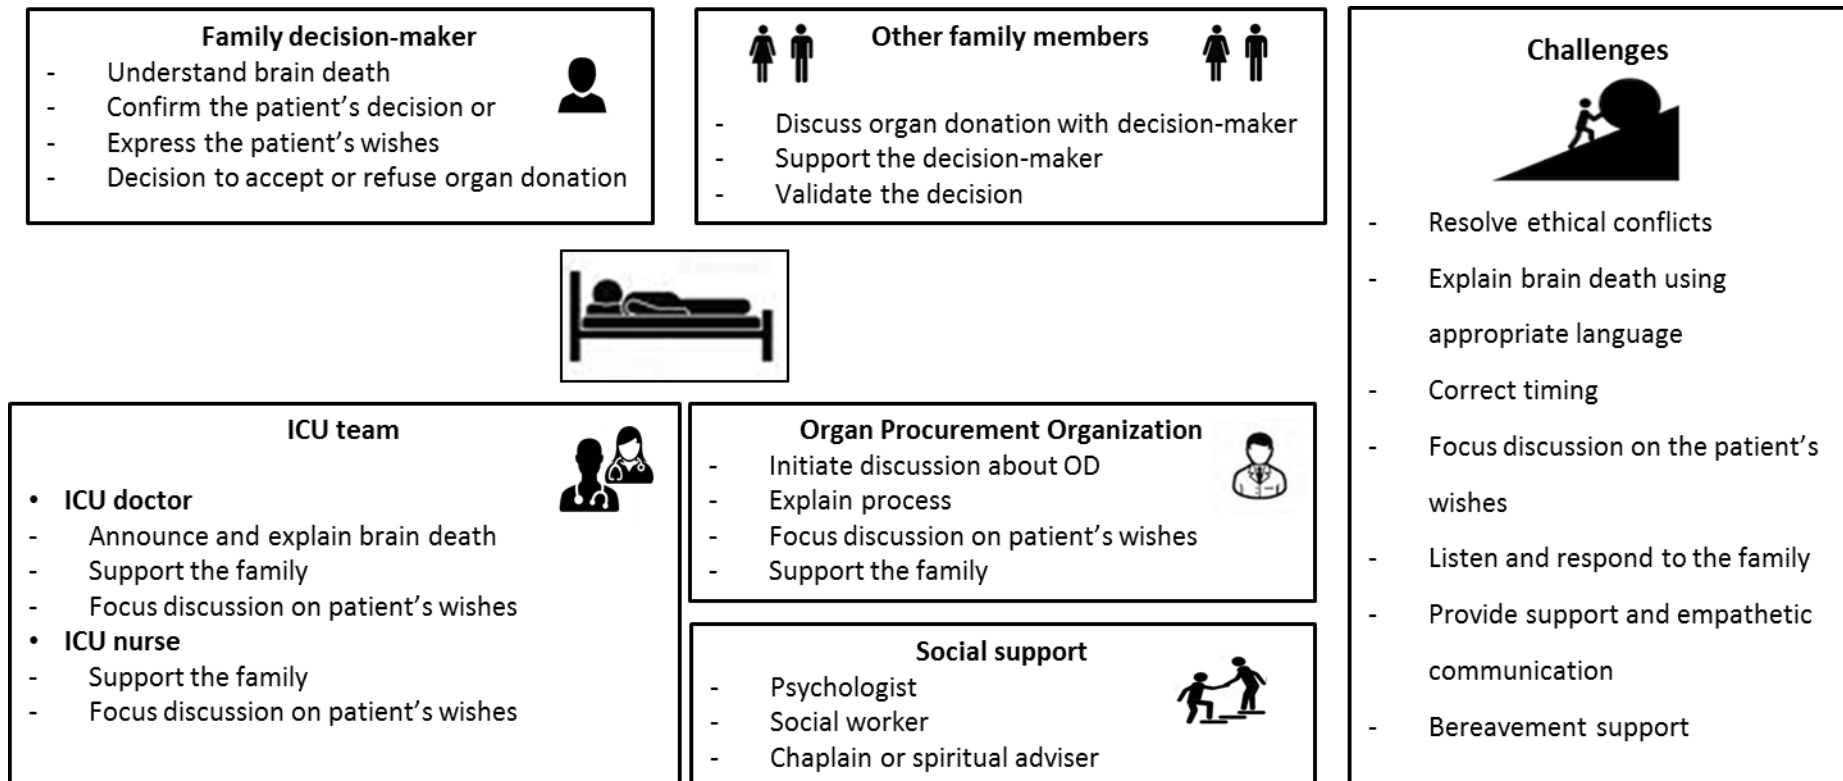 Family decision-maker
- Understand brain death
- Confirm the patient’s decision or
- Express the patient’s wishes
- Decision to accept or refuse organ donation
Other family members
- Discuss organ donation with decision-maker
- Support the decision-maker
- Validate the decision
ICU team
• ICU doctor
- Announce and explain brain death
- Support the family
- Focus discussion on patient’s wishes
• ICU nurse
- Support the family
- Focus discussion on patient’s wishes
Organ Procurement Organization
- Initiate discussion about OD
- Explain process
- Focus discussion on patient’s wishes
- Support the family
Social support
- Psychologist
- Social worker
- Chaplain or spiritual adviser
Challenges
- Resolve ethical conflicts
- Explain brain death using
appropriate language
- Correct timing
- Focus discussion on the patient’s
wishes
- Listen and respond to the family
- Provide support and empathetic
communication
- Bereavement support